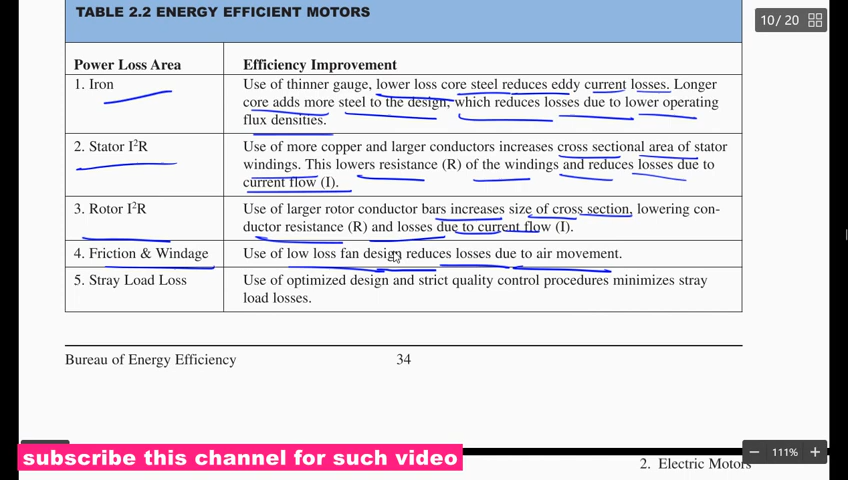 TABLE 2.2 ENERGY EFFICIENT MOTORS
10/20
Power Loss Area
Efficiency Improvement
1. Iron
Use of thinner gauge, lower loss core steel reduces eddy current losses. Longer
core adds more steel to the design, which reduces losses due to lower operating
flux densities.
2. Stator I²R
Use of more copper and larger conductors increases cross sectional area of stator
windings. This lowers resistance (R) of the windings and reduces losses due to
current flow (I).
3. Rotor I²R
Use of larger rotor conductor bars increases size of cross section, lowering con-
ductor resistance (R) and losses due to current flow (I).
4. Friction & Windage
Use of low loss fan design reduces losses due to air movement.
5. Stray Load Loss
Use of optimized design and strict quality control procedures minimizes stray
load losses.
Bureau of Energy Efficiency
34
subscribe this channel for such video
111%
2. Electric Motors